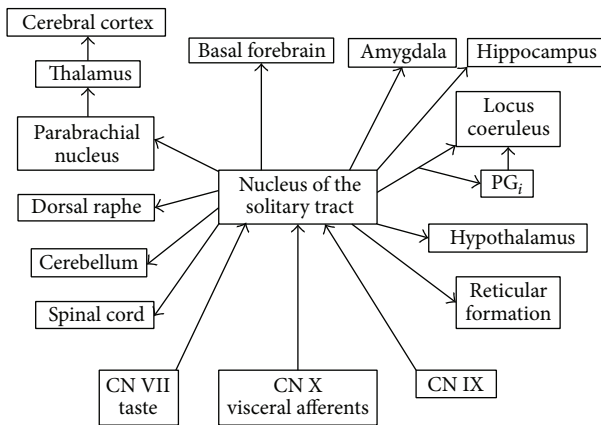 Cerebral cortex
Basal forebrain
Amygdala
Hippocampus
Thalamus
Locus
coeruleus
Parabrachial
nucleus
Nucleus of the
solitary tract
PGi
Dorsal raphe
Hypothalamus
Cerebellum
Reticular
formation
Spinal cord
CN VII
taste
CN X
visceral afferents
CN IX